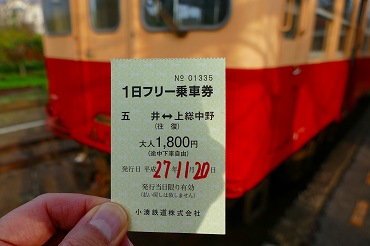 № 01335
1日フリー乗車券
五 井↔上総中野
(往 復)
大人1,800円
(途中下車自由)
発行日 平成27年11月20日
発行当日限り有効
(払い戻しは致しません)
小湊鉄道株式会社